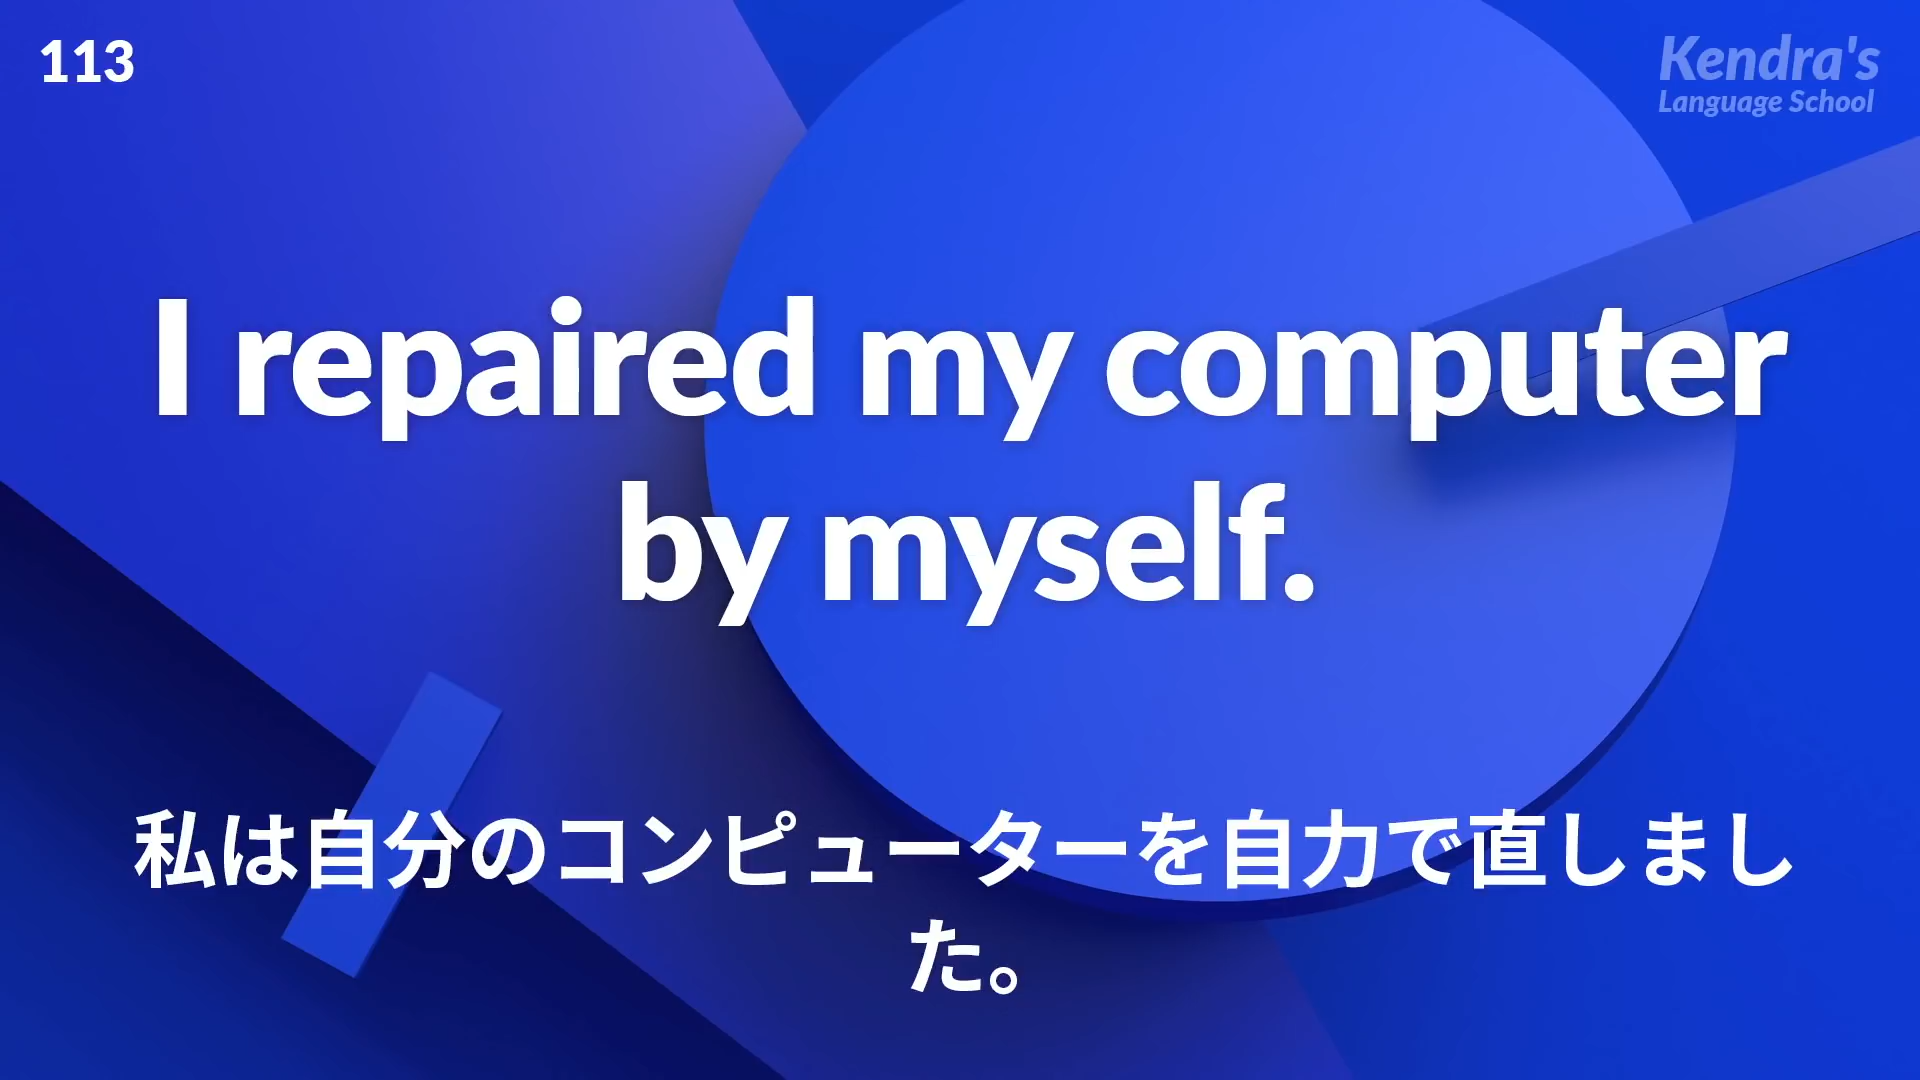 113
Kendra's
Language School
I repaired my computer
by myself.
私は自分のコンピューターを自力で直しまし
た。